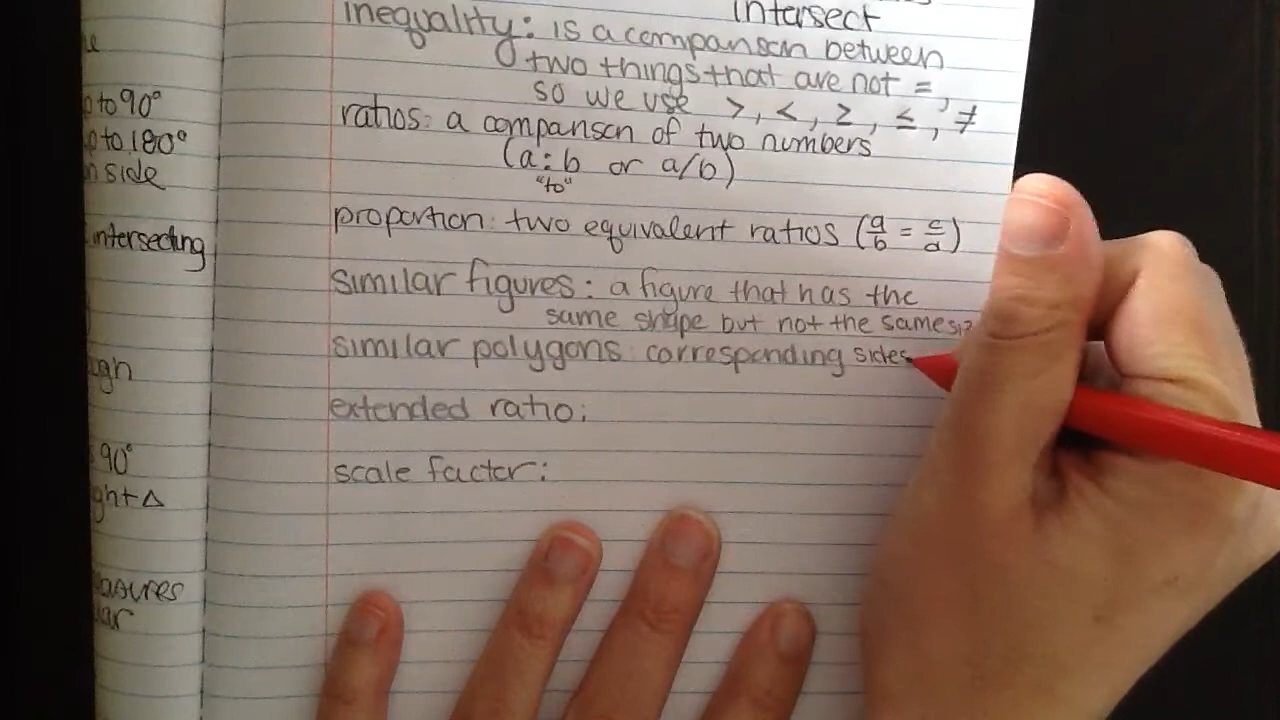 intersect
inequality: is a comparison between
two things that are not =,
so we use >, <, ≥, ≤, ≠
to 90°
ratios: a comparison of two numbers
to 180°
(a:b or a/b)
side
"to"
proportion: two equivalent ratios (a/b = c/d)
intersecting
similar figures: a figure that has the
same shape but not the same
similar polygons: corresponding sides
extended ratio:
90°
scale factor: